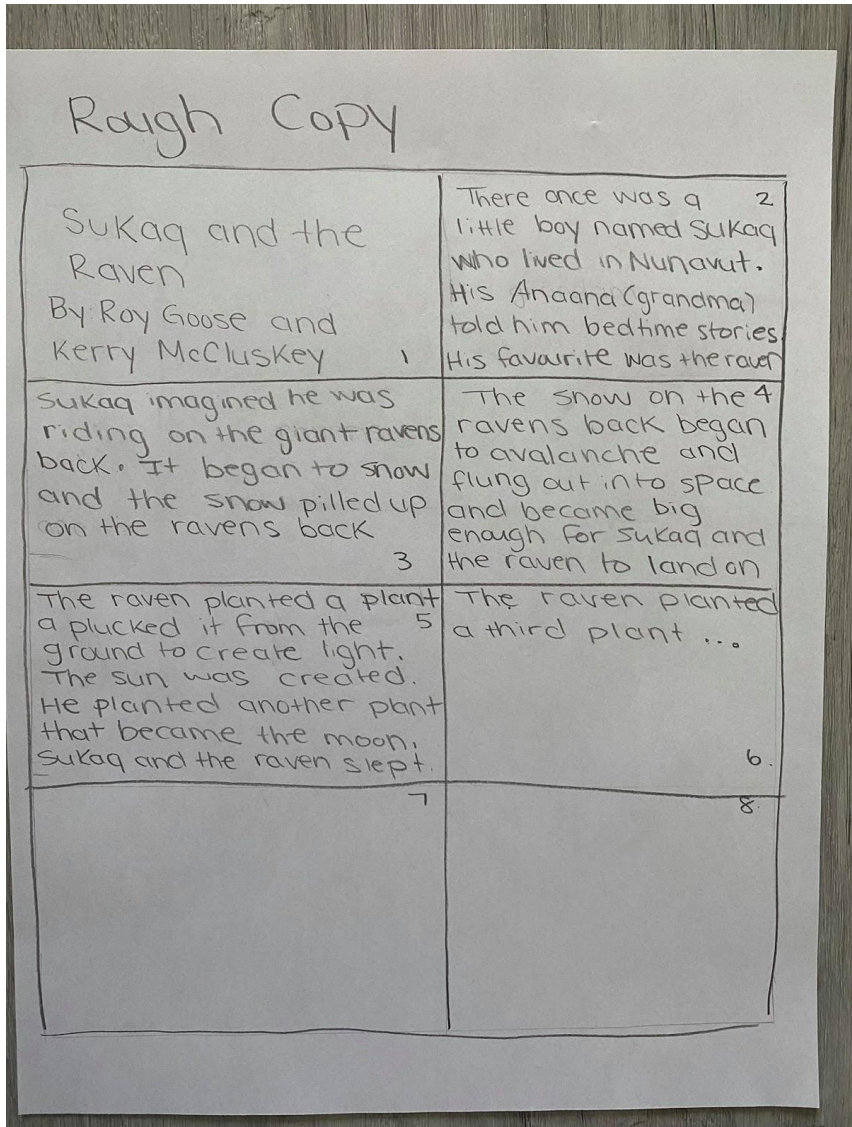 Rough Copy
Sukaq and the
Raven
By Roy Goose and
Kerry McCluskey 1
There once was a 2
little boy named Sukaq
who lived in Nunavut.
His Anaana (grandma)
told him bedtime stories
His favourite was the raven
Sukaq imagined he was
riding on the giant ravens
back. It began to snow
and the snow pilled up
on the ravens back
3
The snow on the 4
ravens back began
to avalanche and
flung out into space
and became big
enough for Sukaq and
the raven to land on
The raven planted a plant
a plucked it from the 5
ground to create light.
The sun was created.
He planted another plant
that became the moon.
Sukaq and the raven slept.
The raven planted
a third plant ...
6.
7
8.